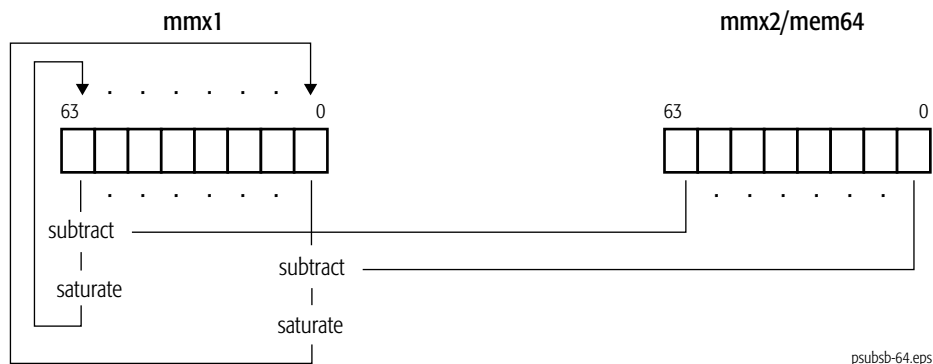 mmx1
mmx2/mem64
. . . . . .
63 0
63 0
. . . . . .
. . . . . .
subtract
subtract
saturate
saturate
psubsb-64.eps